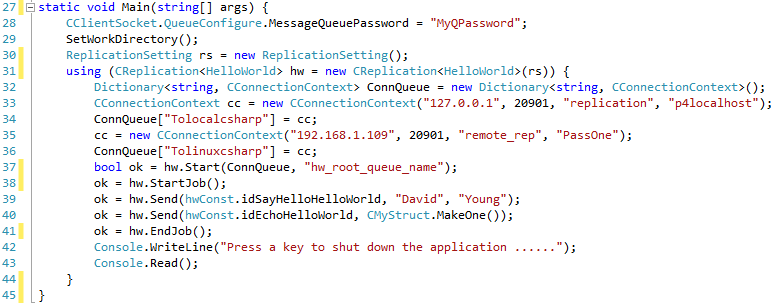 27 static void Main(string[] args) {
28 CClientSocket.QueueConfigure.MessageQueuePassword = "MyQPassword";
29 SetWorkDirectory();
30 ReplicationSetting rs = new ReplicationSetting();
31 using (CReplication<HelloWorld> hw = new CReplication<HelloWorld>(rs)) {
32 Dictionary<string, CConnectionContext> ConnQueue = new Dictionary<string, CConnectionContext>();
33 CConnectionContext cc = new CConnectionContext("127.0.0.1", 20901, "replication", "p4localhost");
34 ConnQueue["Tolocalcsharp"] = cc;
35 cc = new CConnectionContext("192.168.1.109", 20901, "remote_rep", "PassOne");
36 ConnQueue["Tolinuxcsharp"] = cc;
37 bool ok = hw.Start(ConnQueue, "hw_root_queue_name");
38 ok = hw.StartJob();
39 ok = hw.Send(hwConst.idSayHelloHelloWorld, "David", "Young");
40 ok = hw.Send(hwConst.idEchoHelloWorld, CMyStruct.MakeOne());
41 ok = hw.EndJob();
42 Console.WriteLine("Press a key to shut down the application ......");
43 Console.Read();
44 }
45 }